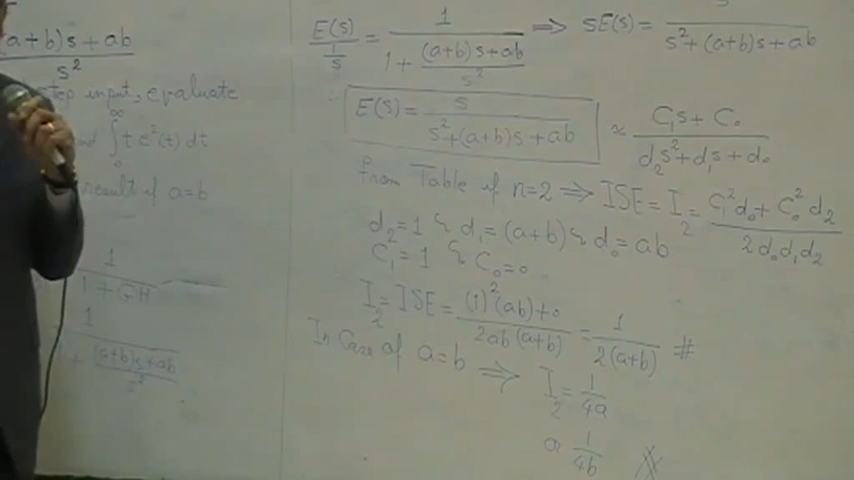 (a+b)s+ab
s²
step input, evaluate
∫₀^∞ t e²(t) dt
result if a=b
1
1+GH
1
(a+b)s+ab
s²
E(s) / (1/s) = 1 / (1 + ((a+b)s+ab)/s²) ⇒ sE(s) = / s²+(a+b)s+ab
E(s) = s / s²+(a+b)s+ab ≈ C₁s + C₀ / d₂s²+d₁s+d₀
from Table if n=2 ⇒ ISE = I₂ = C₁²d₀ + C₀²d₂ / 2d₀d₁d₂
d₂=1 & d₁=(a+b) & d₀=ab
C₁=1 & C₀=0
I₂ = ISE = (1)²(ab)+0 / 2ab(a+b) = 1 / 2(a+b) #
In Case of a=b ⇒ I₂ = 1/4a
or 1/4b